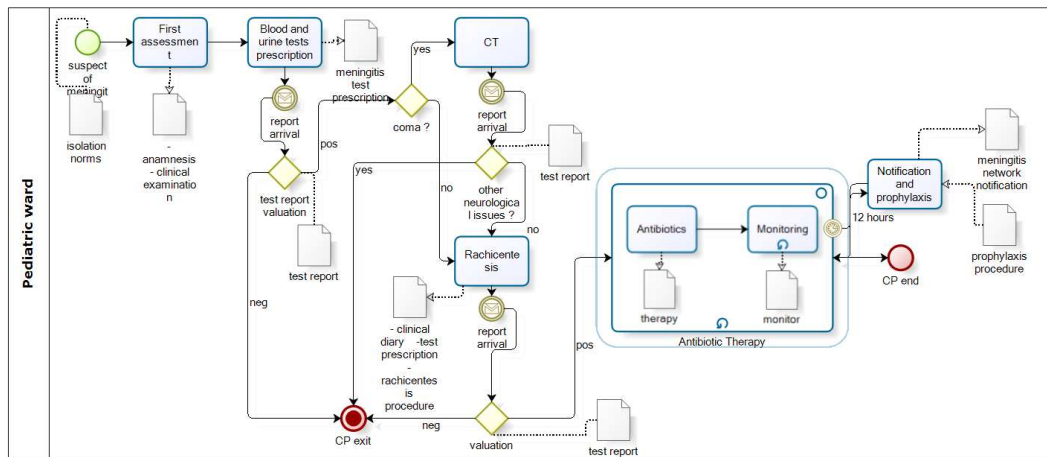 Pediatric ward
suspect
of
meningit
isolation
norms
First
assessmen
t
-
anamnesis
- clinical
examinatio
n
Blood and
urine tests
prescription
meningitis
test
prescription
report
arrival
test report
valuation
pos
neg
test report
coma ?
yes
no
CT
report
arrival
other
neurologica
l issues ?
yes
no
test report
Rachicente
sis
- clinical
diary -test
prescription
-
rachicentes
is
procedure
report
arrival
valuation
neg
pos
test report
CP exit
Antibiotics
Monitoring
therapy
monitor
Antibiotic Therapy
12 hours
Notification
and
prophylaxis
meningitis
network
notification
prophylaxis
procedure
CP end